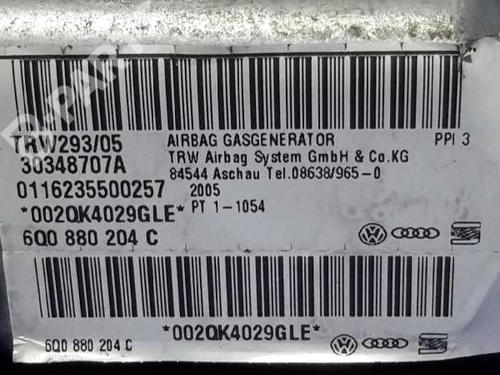 TRW293/05
AIRBAG GASGENERATOR
PPI 3
30348707A
TRW Airbag System GmbH & Co.KG
84544 Aschau Tel.08638/965-0
0116235500257
2005
*002QK4029GLE*
PT 1-1054
6Q0 880 204 C
*002QK4029GLE*
6Q0 880 204 C